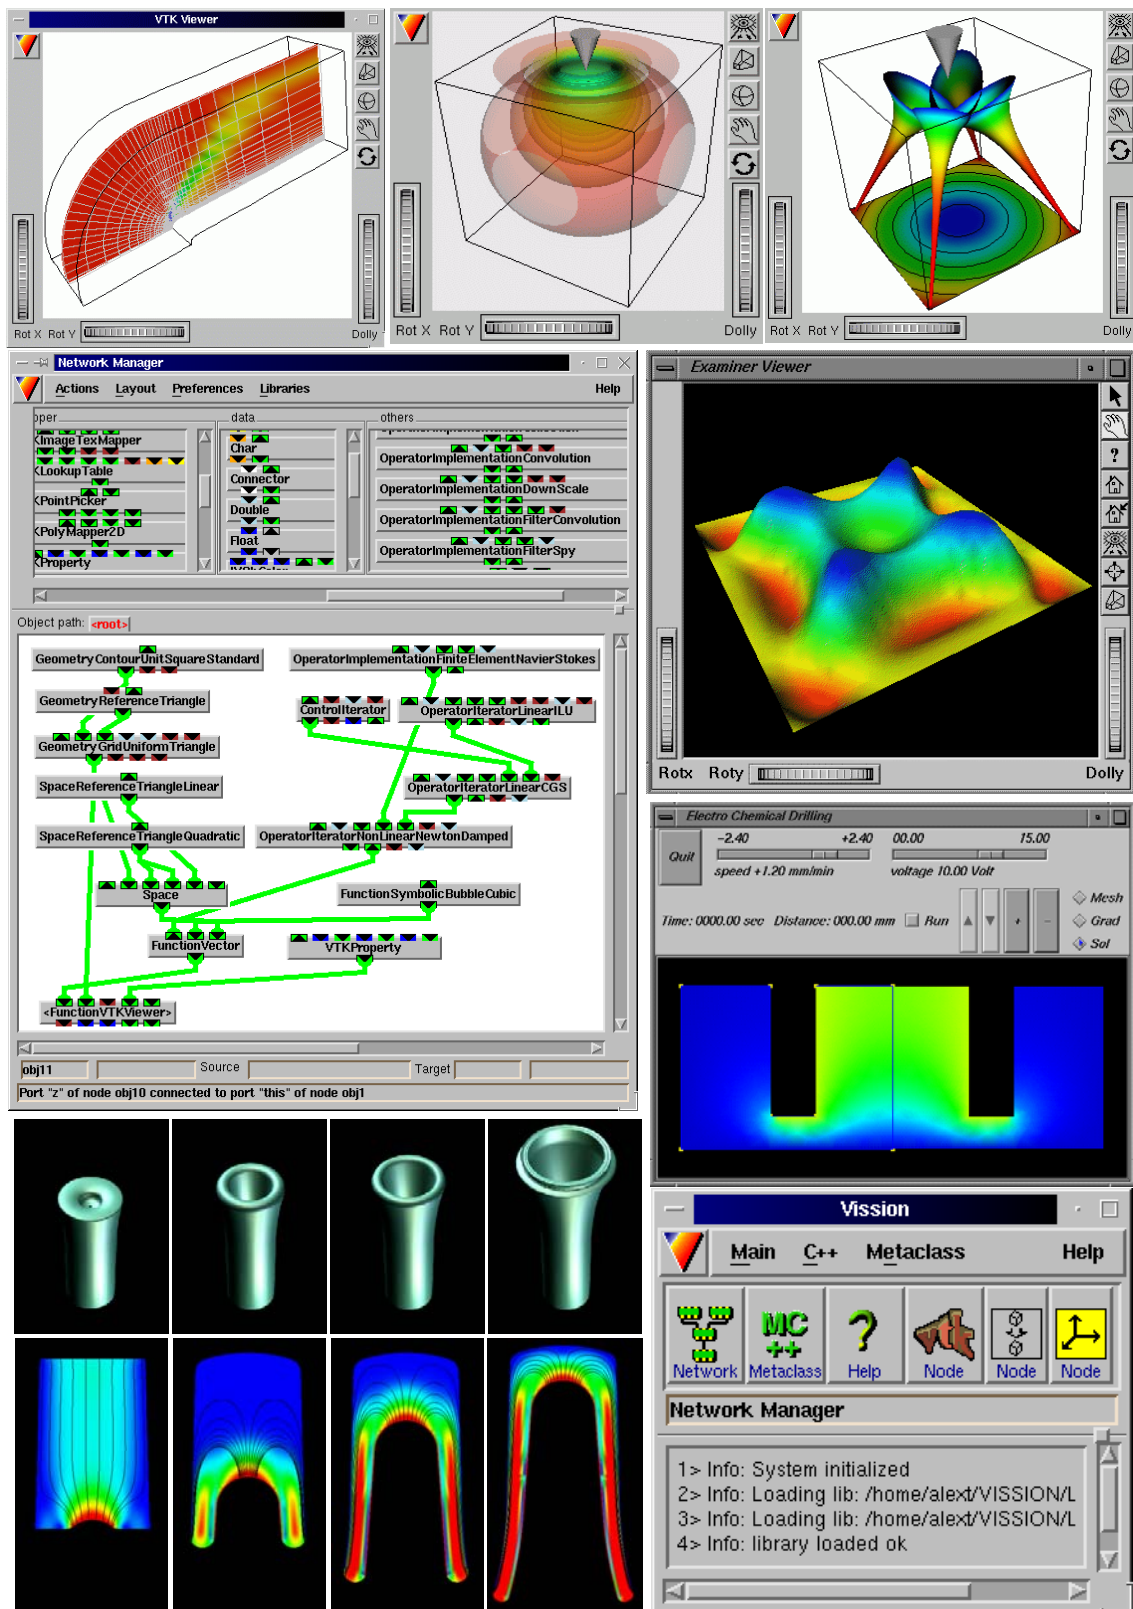 VTK Viewer
Rot X Rot Y Dolly
Rot X Rot Y Dolly
Rot X Rot Y Dolly
Network Manager
Actions Layout Preferences Libraries Help
data
others
Char
Connector
Double
Float
OperatorImplementationConvolution
OperatorImplementationDownScale
OperatorImplementationFilterConvolution
OperatorImplementationFilterSpy
KImageTexMapper
KLookupTable
KPointPicker
KPolyMapper2D
KProperty
Object path: <root>
GeometryContourUnitSquareStandard
OperatorImplementationFiniteElementNavierStokes
GeometryReferenceTriangle
ControlIterator
OperatorIteratorLinearILU
GeometryGridUniformTriangle
SpaceReferenceTriangleLinear
OperatorIteratorLinearCGS
SpaceReferenceTriangleQuadratic
OperatorIteratorNonLinearNewtonDamped
Space
FunctionSymbolicBubbleCubic
FunctionVector
VTKProperty
<FunctionVTKViewer>
obj11 Source Target
Port "z" of node obj10 connected to port "this" of node obj1
Examiner Viewer
?
Rotx Roty Dolly
Electro Chemical Drilling
Quit
-2.40 +2.40 00.00 15.00
speed +1.20 mm/min voltage 10.00 Volt
Time: 0000.00 sec Distance: 000.00 mm Run + -
Mesh
Grad
Sol
Vission
Main C++ Metaclass Help
MC
++
?
vtk
Network Metaclass Help Node Node Node
Network Manager
1> Info: System initialized
2> Info: Loading lib: /home/alext/VISSION/L
3> Info: Loading lib: /home/alext/VISSION/L
4> Info: library loaded ok